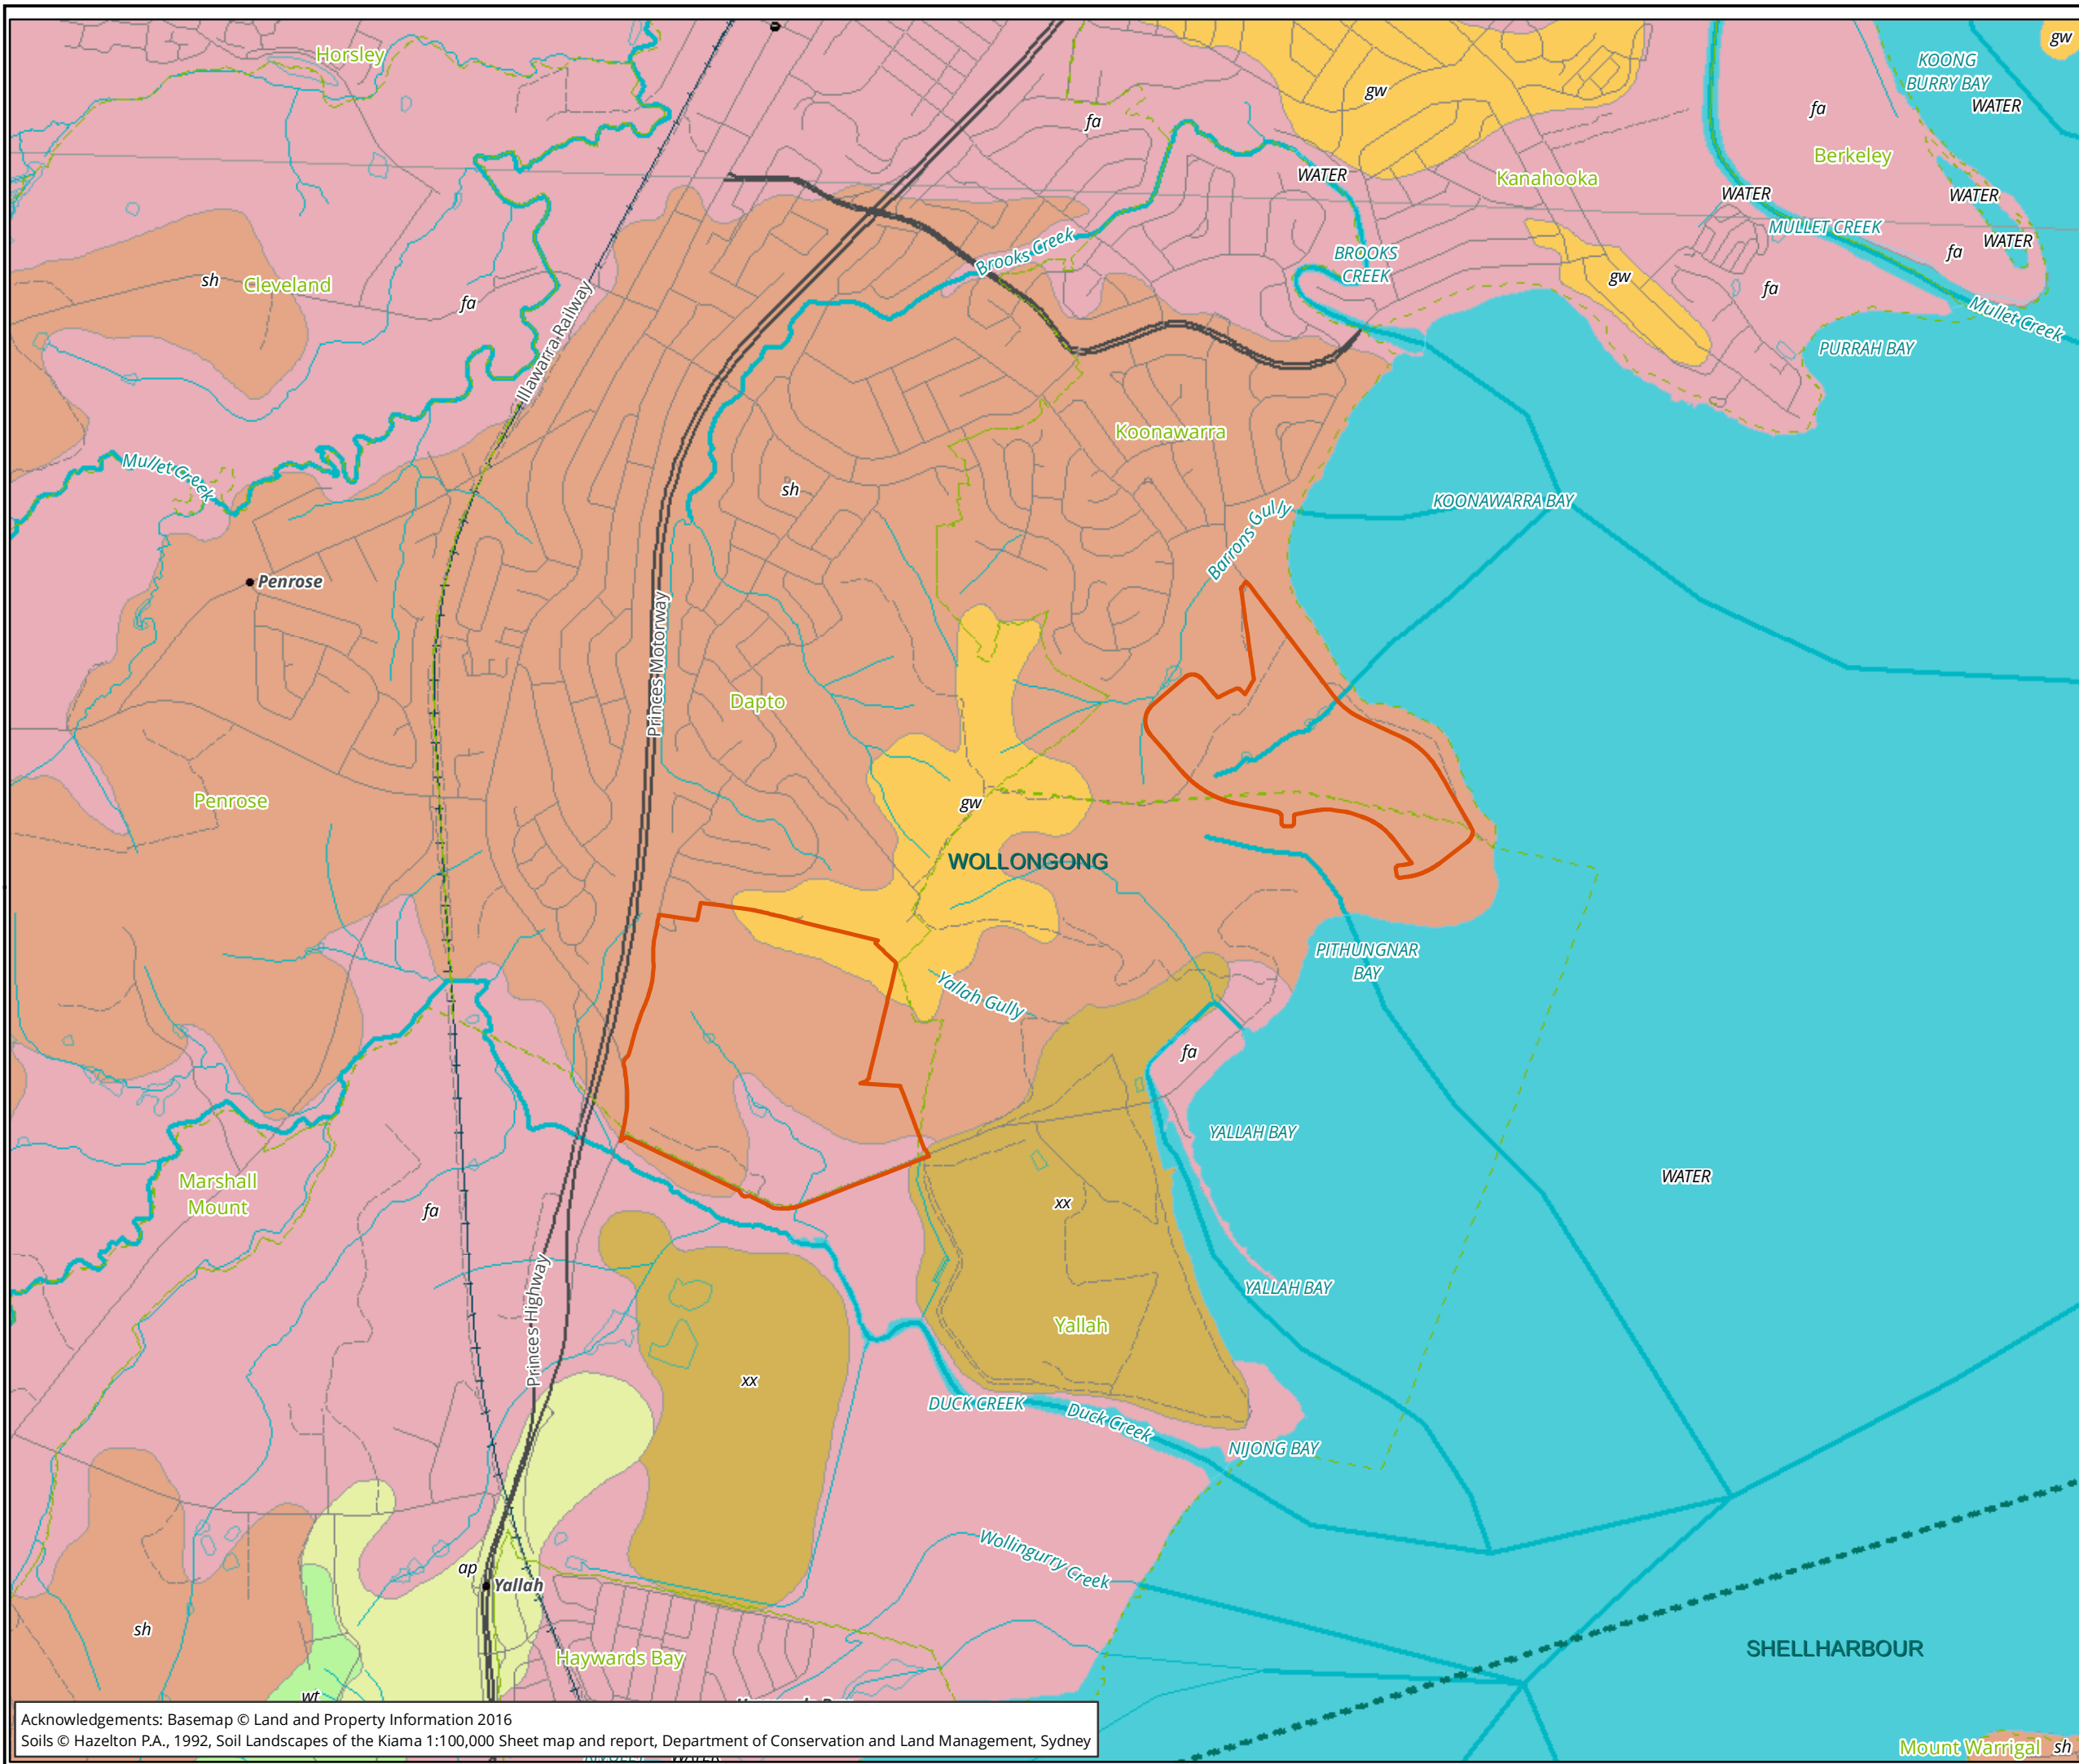 gw
KOONG
BURRY BAY
WATER
Horsley
gw
fa
fa
Berkeley
WATER
Kanahooka
WATER
WATER
MULLET CREEK
WATER
fa
Brooks Creek
BROOKS
CREEK
sh
Cleveland
fa
gw
fa
Mullet Creek
Illawarra Railway
PURRAH BAY
Koonawarra
Mullet Creek
sh
KOONAWARRA BAY
Barrons Gully
Penrose
Princes Motorway
Dapto
Penrose
gw
WOLLONGONG
PITHUNGNAR
BAY
Yallah Gully
fa
YALLAH BAY
WATER
Marshall
Mount
fa
xx
YALLAH BAY
Princes Highway
Yallah
xx
DUCK CREEK
Duck Creek
NIJONG BAY
Wollingurry Creek
ap
Yallah
sh
Haywards Bay
SHELLHARBOUR
wt
Acknowledgements: Basemap © Land and Property Information 2016
Soils © Hazelton P.A., 1992, Soil Landscapes of the Kiama 1:100,000 Sheet map and report, Department of Conservation and Land Management, Sydney
Mount Warrigal
sh